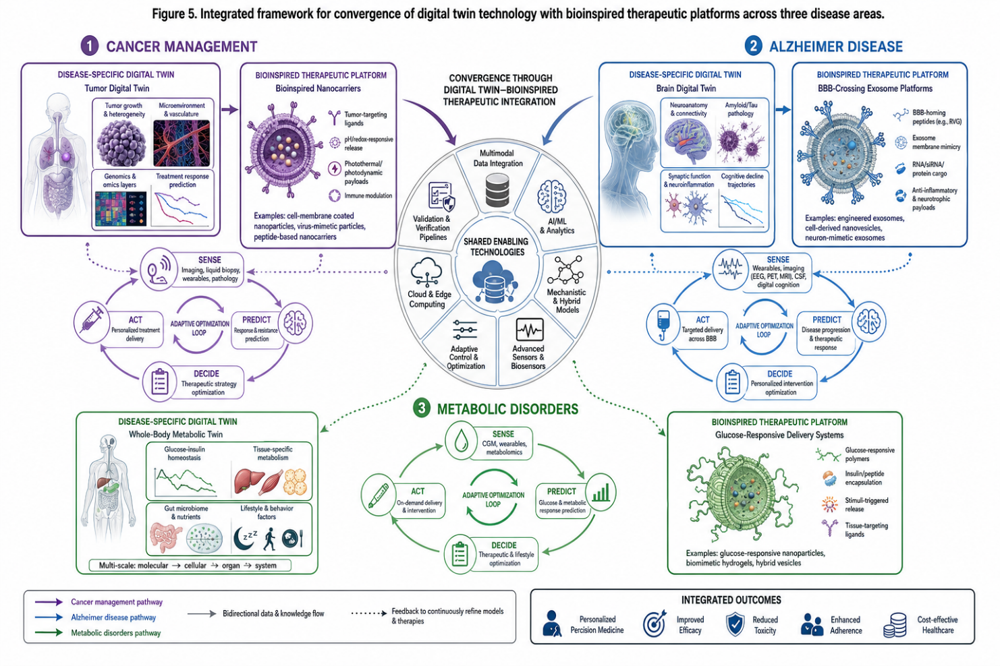 Figure 5. Integrated framework for convergence of digital twin technology with bioinspired therapeutic platforms across three disease areas.
1 CANCER MANAGEMENT
DISEASE-SPECIFIC DIGITAL TWIN
Tumor Digital Twin
Tumor growth
& heterogeneity
Microenvironment
& vasculature
Genomics &
omics layers
Treatment response
prediction
BIOINSPIRED THERAPEUTIC PLATFORM
Bioinspired Nanocarriers
Tumor-targeting
ligands
pH/redox-responsive
release
Photothermal/
photodynamic
payloads
Immune modulation
Examples: cell-membrane coated
nanoparticles, virus-mimetic particles,
peptide-based nanocarriers
SENSE
Imaging, liquid biopsy,
wearables, pathology
ACT
Personalized treatment
delivery
ADAPTIVE OPTIMIZATION
LOOP
PREDICT
Response & resistance
prediction
DECIDE
Therapeutic strategy
optimization
CONVERGENCE THROUGH
DIGITAL TWIN—BIOINSPIRED
THERAPEUTIC INTEGRATION
Multimodal
Data Integration
Validation &
Verification
Pipelines
AI/ML
& Analytics
SHARED ENABLING
TECHNOLOGIES
Cloud & Edge
Computing
Mechanistic
& Hybrid
Models
Adaptive
Control &
Optimization
Advanced
Sensors &
Biosensors
2 ALZHEIMER DISEASE
DISEASE-SPECIFIC DIGITAL TWIN
Brain Digital Twin
Neuroanatomy
& connectivity
Amyloid/Tau
pathology
Synaptic function
& neuroinflammation
Cognitive decline
trajectories
BIOINSPIRED THERAPEUTIC PLATFORM
BBB-Crossing Exosome Platforms
BBB-homing
peptides (e.g., RVG)
Exosome
membrane mimicry
RNA/siRNA/
protein cargo
Anti-inflammatory
& neurotrophic
payloads
Examples: engineered exosomes,
cell-derived nanovesicles,
neuron-mimetic exosomes
SENSE
Wearables, imaging
(EEG, PET, MRI), CSF,
digital cognition
ACT
Targeted delivery
across BBB
ADAPTIVE OPTIMIZATION
LOOP
PREDICT
Disease progression
& therapeutic
response
DECIDE
Personalized intervention
optimization
3 METABOLIC DISORDERS
DISEASE-SPECIFIC DIGITAL TWIN
Whole-Body Metabolic Twin
Glucose-insulin
homeostasis
Tissue-specific
metabolism
Gut microbiome
& nutrients
Lifestyle & behavior
factors
z z z
Multi-scale: molecular → cellular → organ → system
SENSE
CGM, wearables,
metabolomics
ACT
On-demand delivery
& intervention
ADAPTIVE OPTIMIZATION
LOOP
PREDICT
Glucose & metabolic
response prediction
DECIDE
Therapeutic & lifestyle
optimization
BIOINSPIRED THERAPEUTIC PLATFORM
Glucose-Responsive Delivery Systems
Glucose-responsive
polymers
Insulin/peptide
encapsulation
Stimuli-triggered
release
Tissue-targeting
ligands
Examples: glucose-responsive nanoparticles,
biomimetic hydrogels, hybrid vesicles
Cancer management pathway
Alzheimer disease pathway
Metabolic disorders pathway
Bidirectional data & knowledge flow
Feedback to continuously refine models
& therapies
INTEGRATED OUTCOMES
Personalized
Percision Medicine
Improved
Efficacy
Reduced
Toxicity
Enhanced
Adherence
Cost-effective
Healthcare